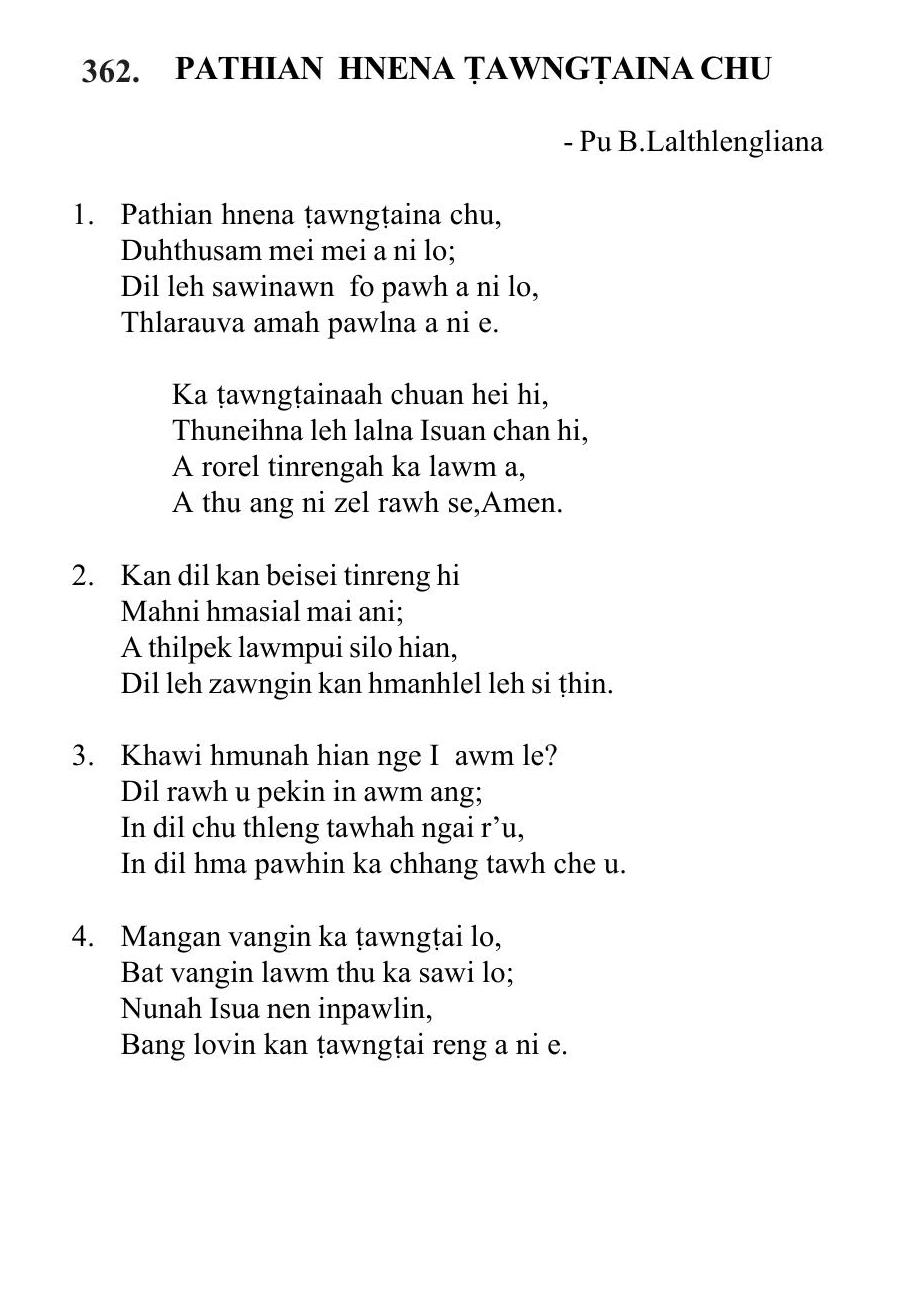 362. PATHIAN HNENA ṬAWNGṬAINA CHU
- Pu B.Lalthlengliana
1. Pathian hnena ṭawngṭaina chu,
Duhthusam mei mei a ni lo;
Dil leh sawinawn fo pawh a ni lo,
Thlarauva amah pawlna a ni e.
Ka ṭawngṭainaah chuan hei hi,
Thuneihna leh lalna Isuan chan hi,
A rorel tinrengah ka lawm a,
A thu ang ni zel rawh se,Amen.
2. Kan dil kan beisei tinreng hi
Mahni hmasial mai ani;
A thilpek lawmpui silo hian,
Dil leh zawngin kan hmanhlel leh si ṭhin.
3. Khawi hmunah hian nge I awm le?
Dil rawh u pekin in awm ang;
In dil chu thleng tawhah ngai r’u,
In dil hma pawhin ka chhang tawh che u.
4. Mangan vangin ka ṭawngṭai lo,
Bat vangin lawm thu ka sawi lo;
Nunah Isua nen inpawlin,
Bang lovin kan ṭawngṭai reng a ni e.